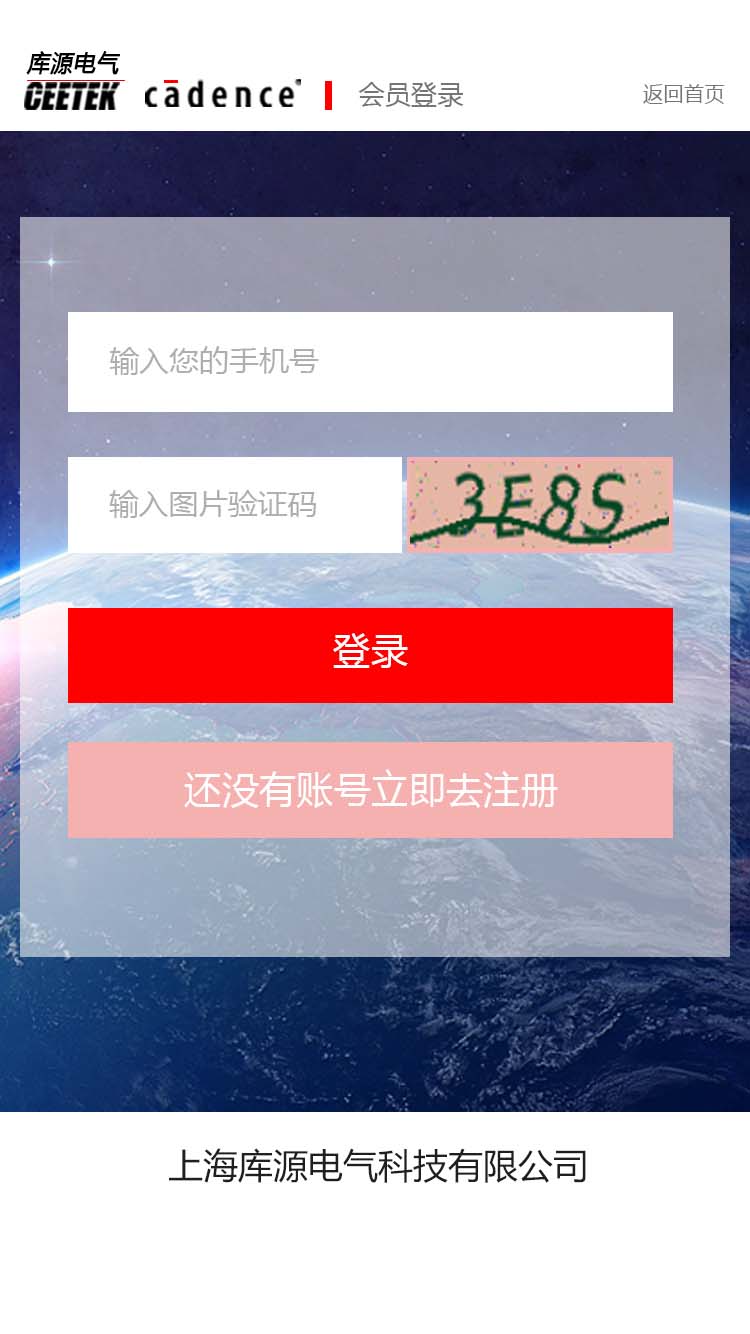 库源电气
CEETEK
cadence
会员登录
返回首页
输入您的手机号
输入图片验证码
3E8S
登录
还没有账号立即去注册
上海库源电气科技有限公司